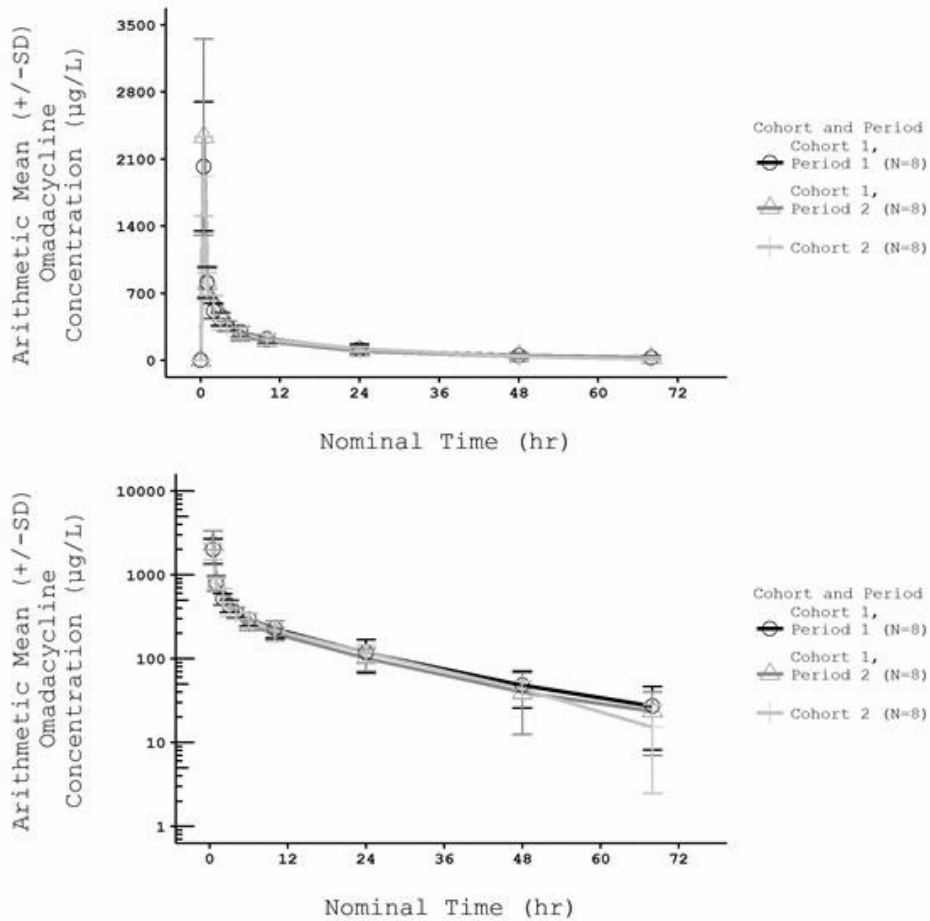 Arithmetic Mean (+/-SD)
Omadacycline
Concentration (µg/L)
3500
2800
2100
1400
700
0
0 12 24 36 48 60 72
Nominal Time (hr)
Cohort and Period
Cohort 1,
Period 1 (N=8)
Cohort 1,
Period 2 (N=8)
Cohort 2 (N=8)
Arithmetic Mean (+/-SD)
Omadacycline
Concentration (µg/L)
10000
1000
100
10
1
0 12 24 36 48 60 72
Nominal Time (hr)
Cohort and Period
Cohort 1,
Period 1 (N=8)
Cohort 1,
Period 2 (N=8)
Cohort 2 (N=8)